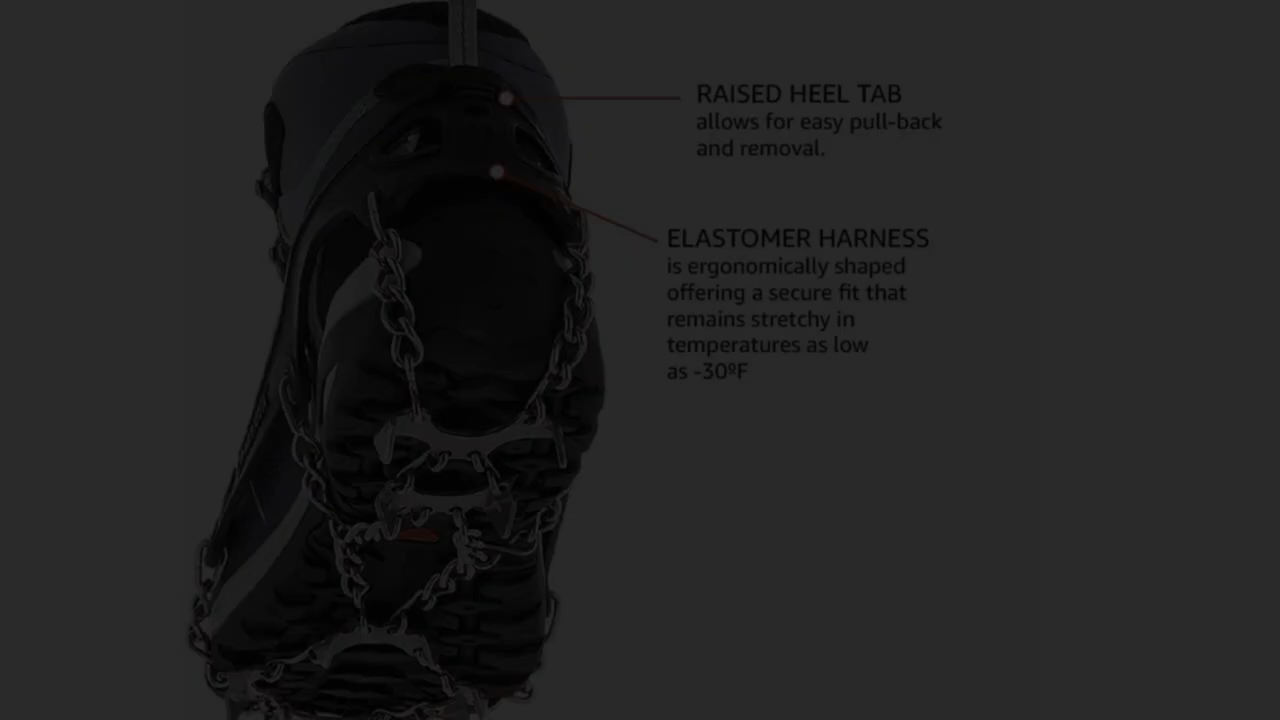 RAISED HEEL TAB
allows for easy pull-back
and removal.
ELASTOMER HARNESS
is ergonomically shaped
offering a secure fit that
remains stretchy in
temperatures as low
as -30ºF